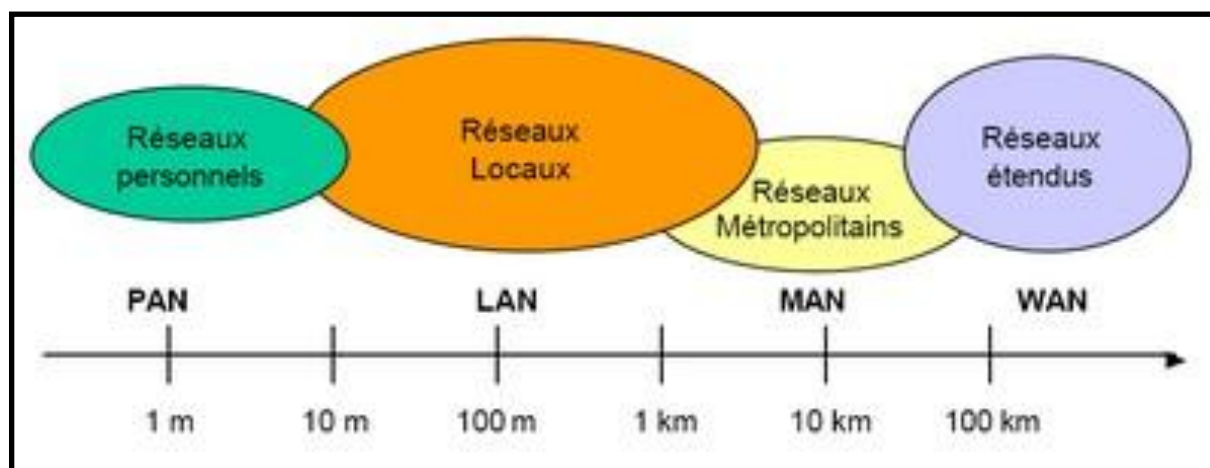 Réseaux
personnels
Réseaux
Locaux
Réseaux
Métropolitains
Réseaux
étendus
PAN LAN MAN WAN
1 m 10 m 100 m 1 km 10 km 100 km